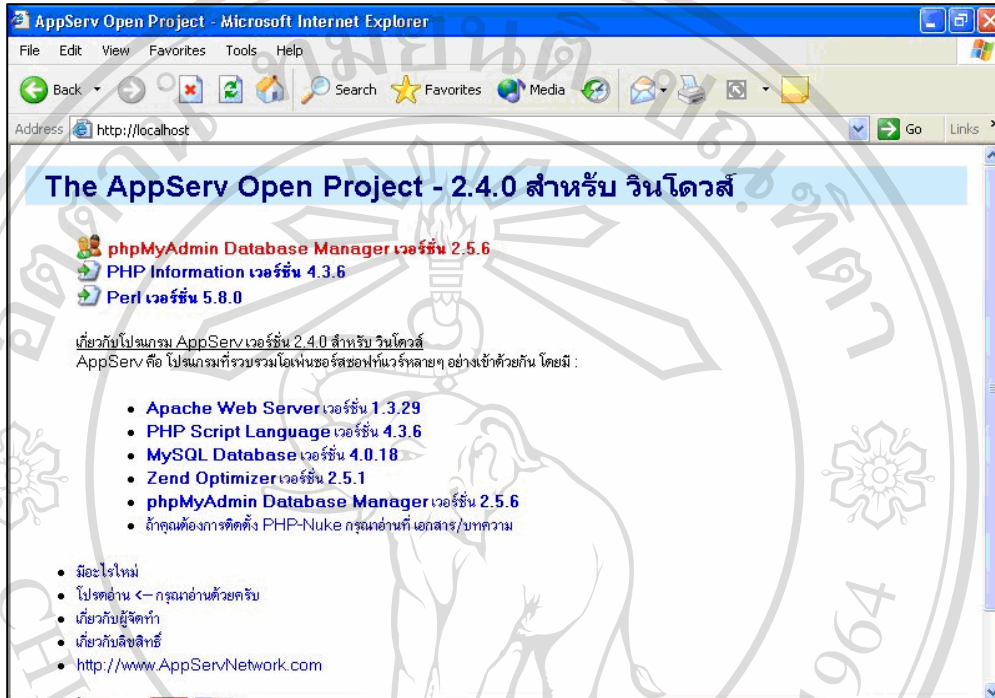 AppServ Open Project - Microsoft Internet Explorer
File Edit View Favorites Tools Help
Back Search Favorites Media
Address http://localhost Go Links
The AppServ Open Project - 2.4.0 สำหรับ วินโดวส์
phpMyAdmin Database Manager เวอร์ชั่น 2.5.6
PHP Information เวอร์ชั่น 4.3.6
Perl เวอร์ชั่น 5.8.0
เกี่ยวกับโปรแกรม AppServ เวอร์ชั่น 2.4.0 สำหรับ วินโดวส์
AppServ คือ โปรแกรมที่รวบรวมโอเพ่นซอร์สซอฟท์แวร์หลายๆ อย่างเข้าด้วยกัน โดยมี :
Apache Web Server เวอร์ชั่น 1.3.29
PHP Script Language เวอร์ชั่น 4.3.6
MySQL Database เวอร์ชั่น 4.0.18
Zend Optimizer เวอร์ชั่น 2.5.1
phpMyAdmin Database Manager เวอร์ชั่น 2.5.6
ถ้าคุณต้องการติดตั้ง PHP-Nuke กรุณาอ่านที่ เอกสาร/บทความ
มีอะไรใหม่
โปรดอ่าน <-- กรุณาอ่านด้วยครับ
เกี่ยวกับผู้จัดทำ
เกี่ยวกับลิขสิทธิ์
http://www.AppServNetwork.com
1964